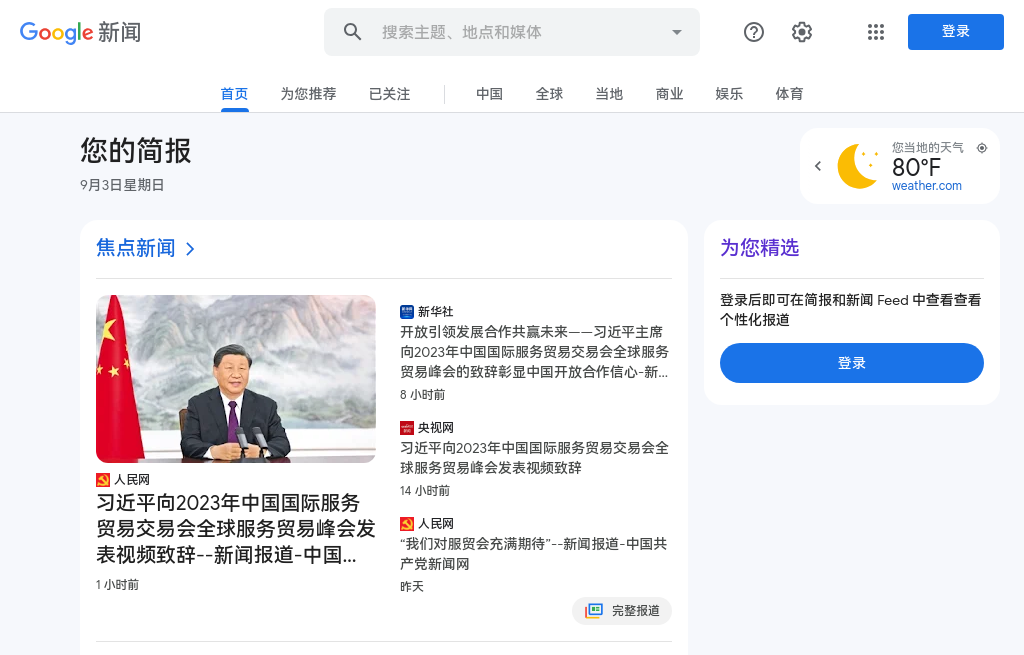 Google 新闻
搜索主题、地点和媒体
登录
首页
为您推荐
已关注
中国
全球
当地
商业
娱乐
体育
您的简报
9月3日星期日
您当地的天气
80°F
weather.com
焦点新闻
人民网
习近平向2023年中国国际服务
贸易交易会全球服务贸易峰会发
表视频致辞--新闻报道-中国...
1 小时前
新华社
开放引领发展合作共赢未来——习近平主席
向2023年中国国际服务贸易交易会全球服务
贸易峰会的致辞彰显中国开放合作信心-新...
8 小时前
央视网
习近平向2023年中国国际服务贸易交易会全
球服务贸易峰会发表视频致辞
14 小时前
人民网
“我们对服贸会充满期待”--新闻报道-中国共
产党新闻网
昨天
完整报道
为您精选
登录后即可在简报和新闻 Feed 中查看查看
个性化报道
登录